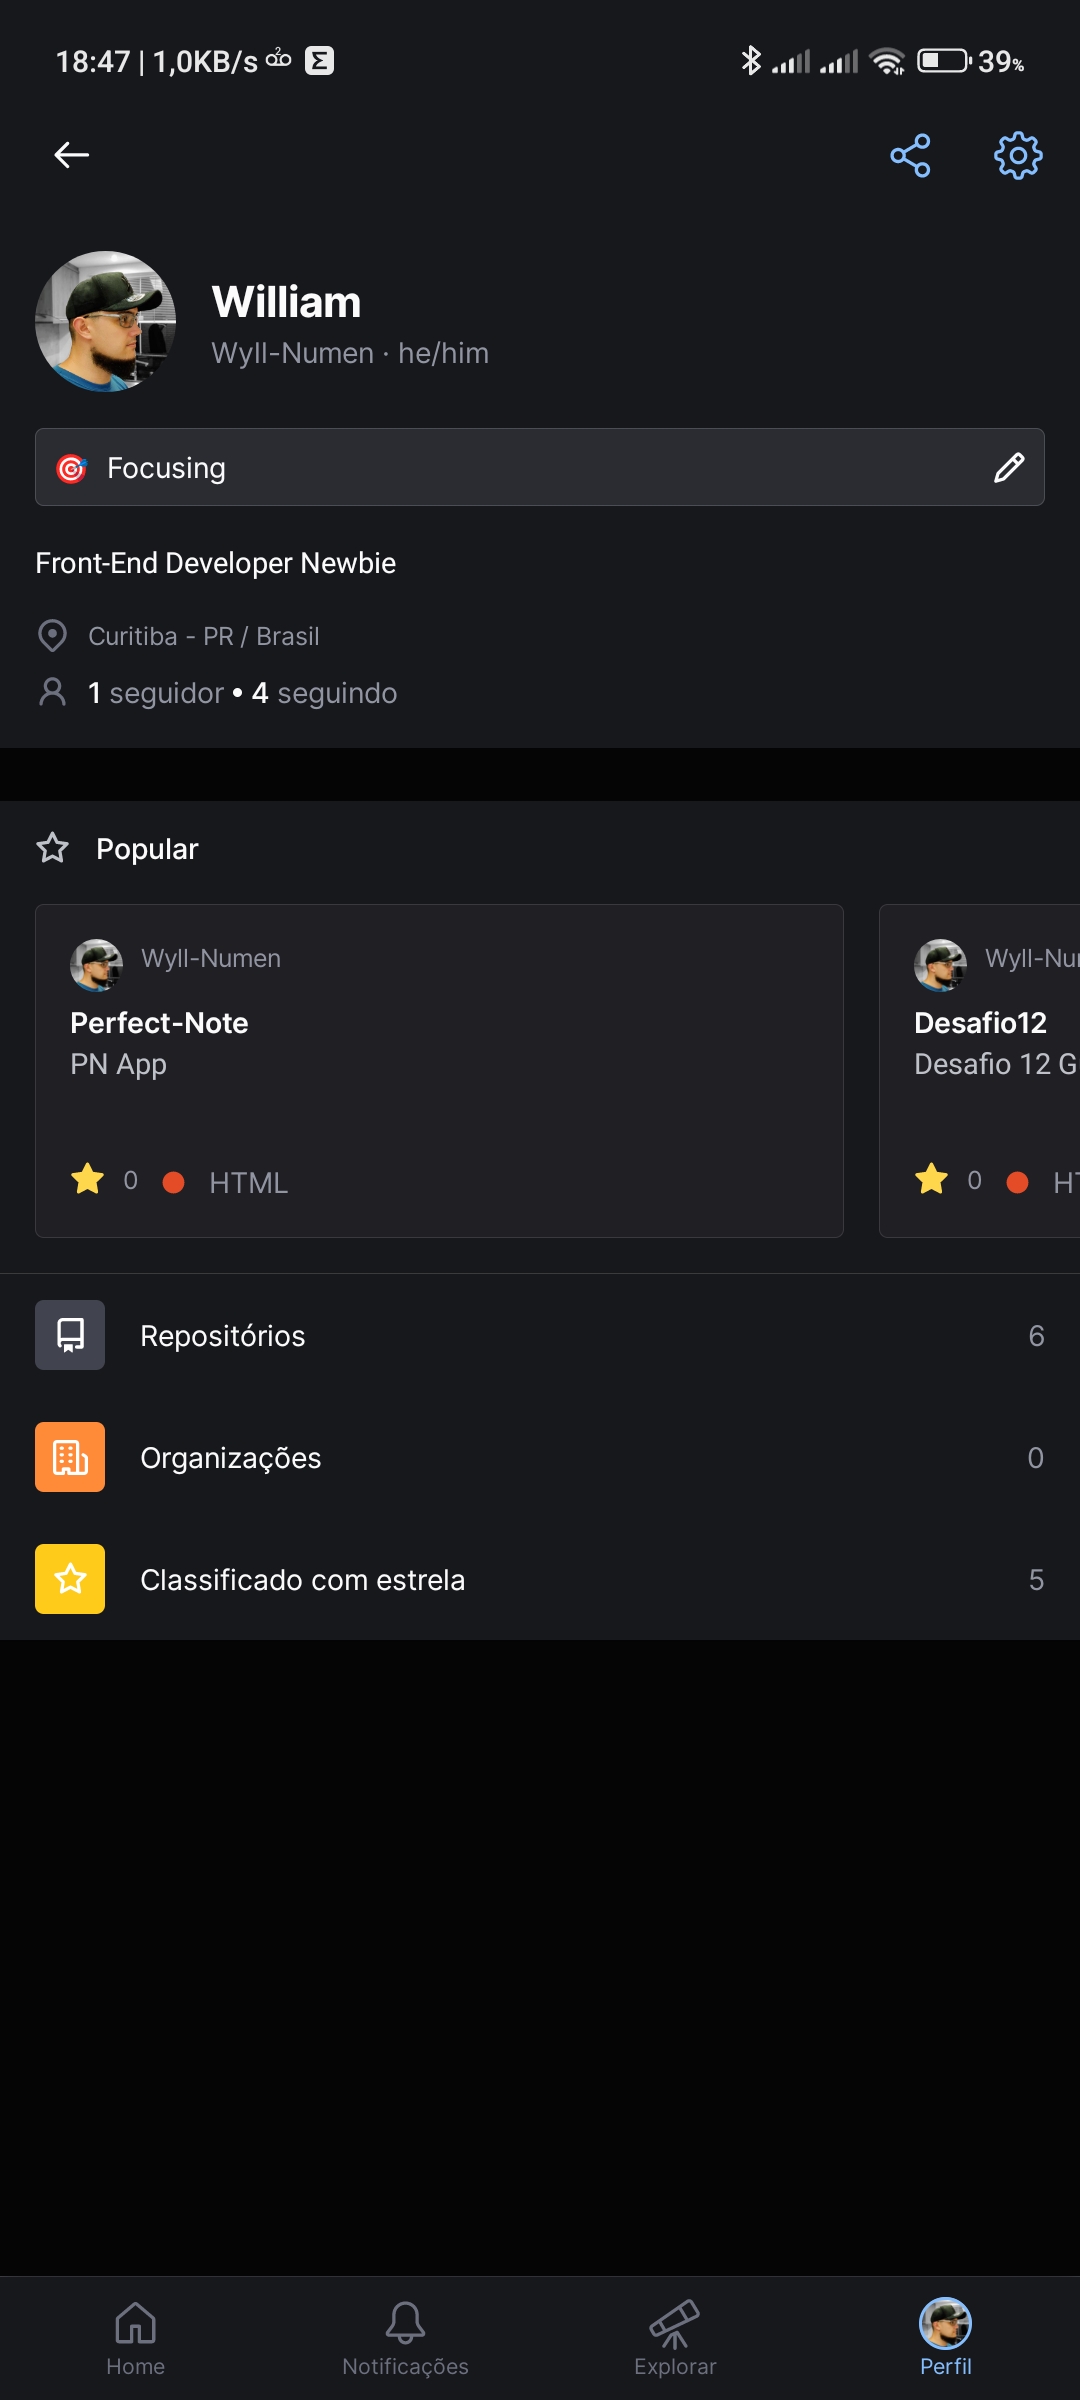 18:47 | 1,0KB/s
39%
William
Wyll-Numen · he/him
Focusing
Front-End Developer Newbie
Curitiba - PR / Brasil
1 seguidor • 4 seguindo
Popular
Wyll-Numen
Perfect-Note
PN App
0 HTML
Desafio12
Desafio 12
0
Repositórios 6
Organizações 0
Classificado com estrela 5
Home
Notificações
Explorar
Perfil